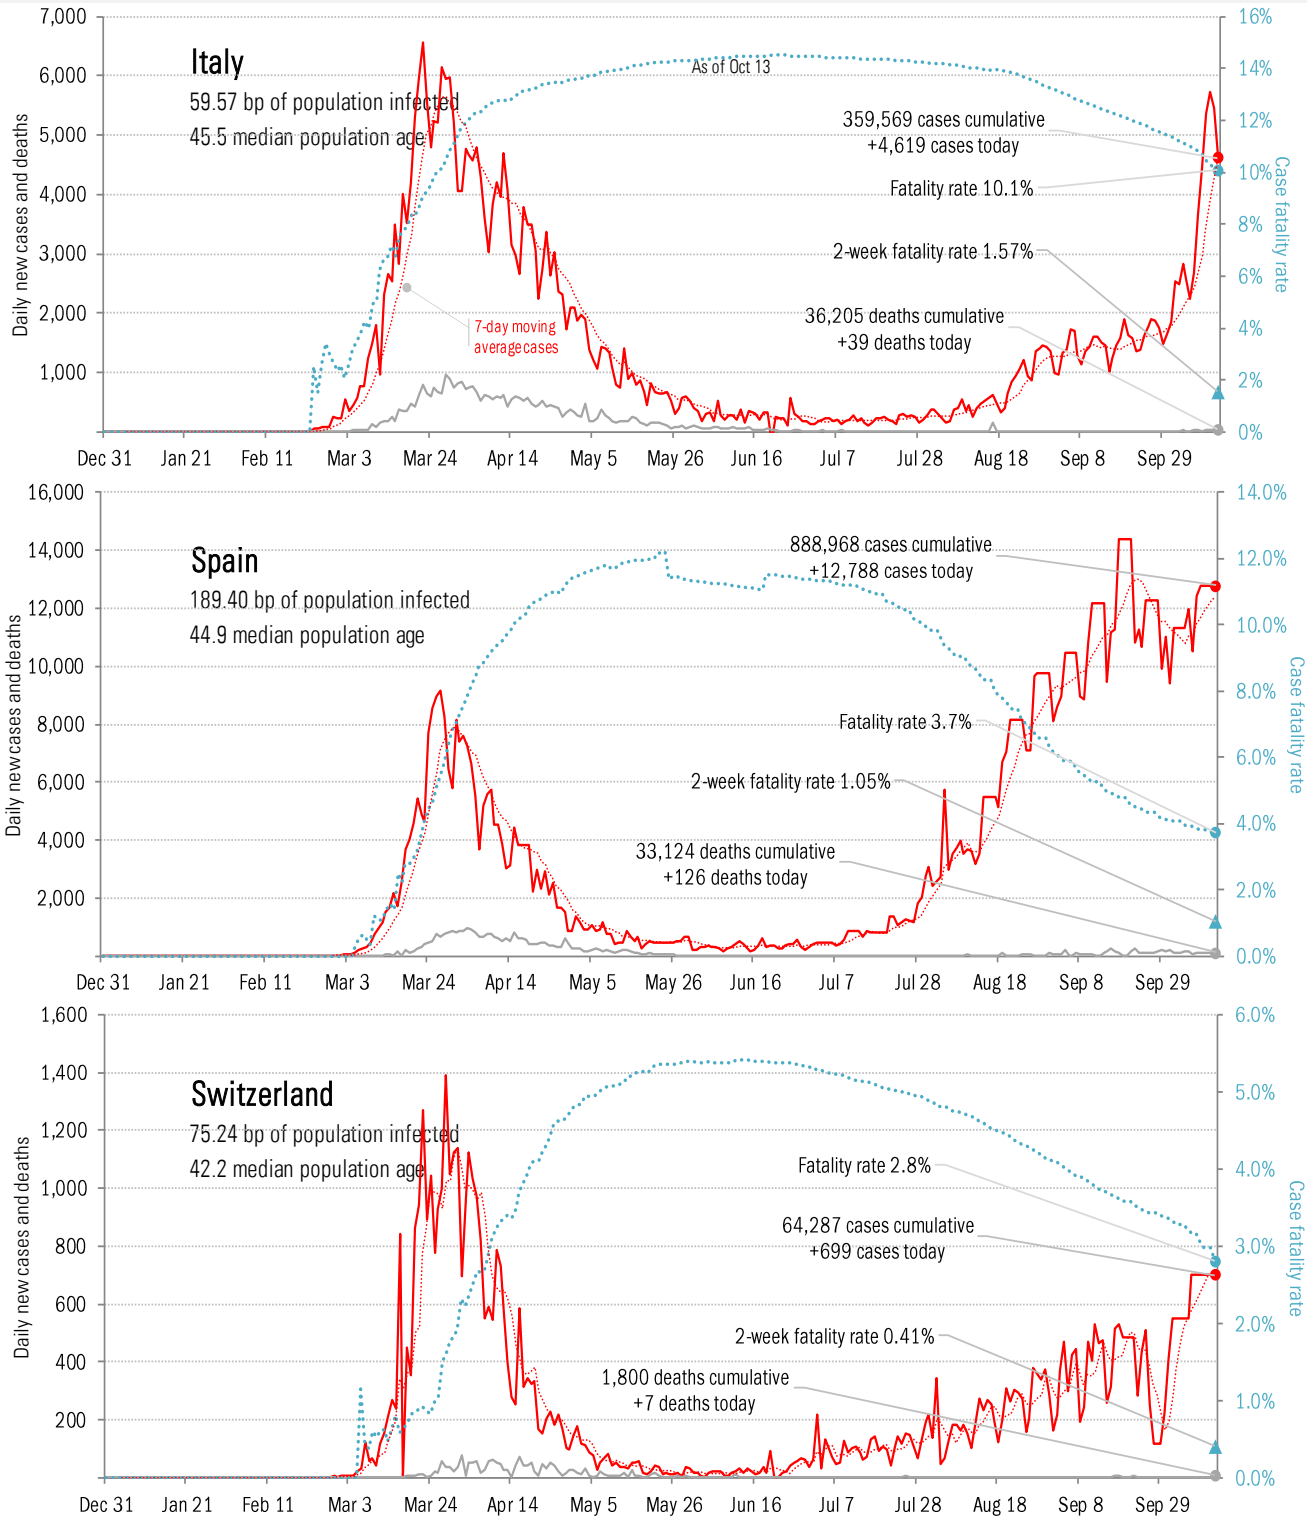 7,000
6,000
5,000
4,000
3,000
2,000
1,000
Daily new cases and deaths
Italy
59.57 bp of population infected
45.5 median population age
As of Oct 13
359,569 cases cumulative
+4,619 cases today
Fatality rate 10.1%
2-week fatality rate 1.57%
36,205 deaths cumulative
+39 deaths today
7-day moving
average cases
16%
14%
12%
10%
8%
6%
4%
2%
0%
Case fatality rate
Dec 31 Jan 21 Feb 11 Mar 3 Mar 24 Apr 14 May 5 May 26 Jun 16 Jul 7 Jul 28 Aug 18 Sep 8 Sep 29
16,000
14,000
12,000
10,000
8,000
6,000
4,000
2,000
Daily new cases and deaths
Spain
189.40 bp of population infected
44.9 median population age
888,968 cases cumulative
+12,788 cases today
Fatality rate 3.7%
2-week fatality rate 1.05%
33,124 deaths cumulative
+126 deaths today
14.0%
12.0%
10.0%
8.0%
6.0%
4.0%
2.0%
0.0%
Case fatality rate
Dec 31 Jan 21 Feb 11 Mar 3 Mar 24 Apr 14 May 5 May 26 Jun 16 Jul 7 Jul 28 Aug 18 Sep 8 Sep 29
1,600
1,400
1,200
1,000
800
600
400
200
Daily new cases and deaths
Switzerland
75.24 bp of population infected
42.2 median population age
Fatality rate 2.8%
64,287 cases cumulative
+699 cases today
2-week fatality rate 0.41%
1,800 deaths cumulative
+7 deaths today
6.0%
5.0%
4.0%
3.0%
2.0%
1.0%
0.0%
Case fatality rate
Dec 31 Jan 21 Feb 11 Mar 3 Mar 24 Apr 14 May 5 May 26 Jun 16 Jul 7 Jul 28 Aug 18 Sep 8 Sep 29